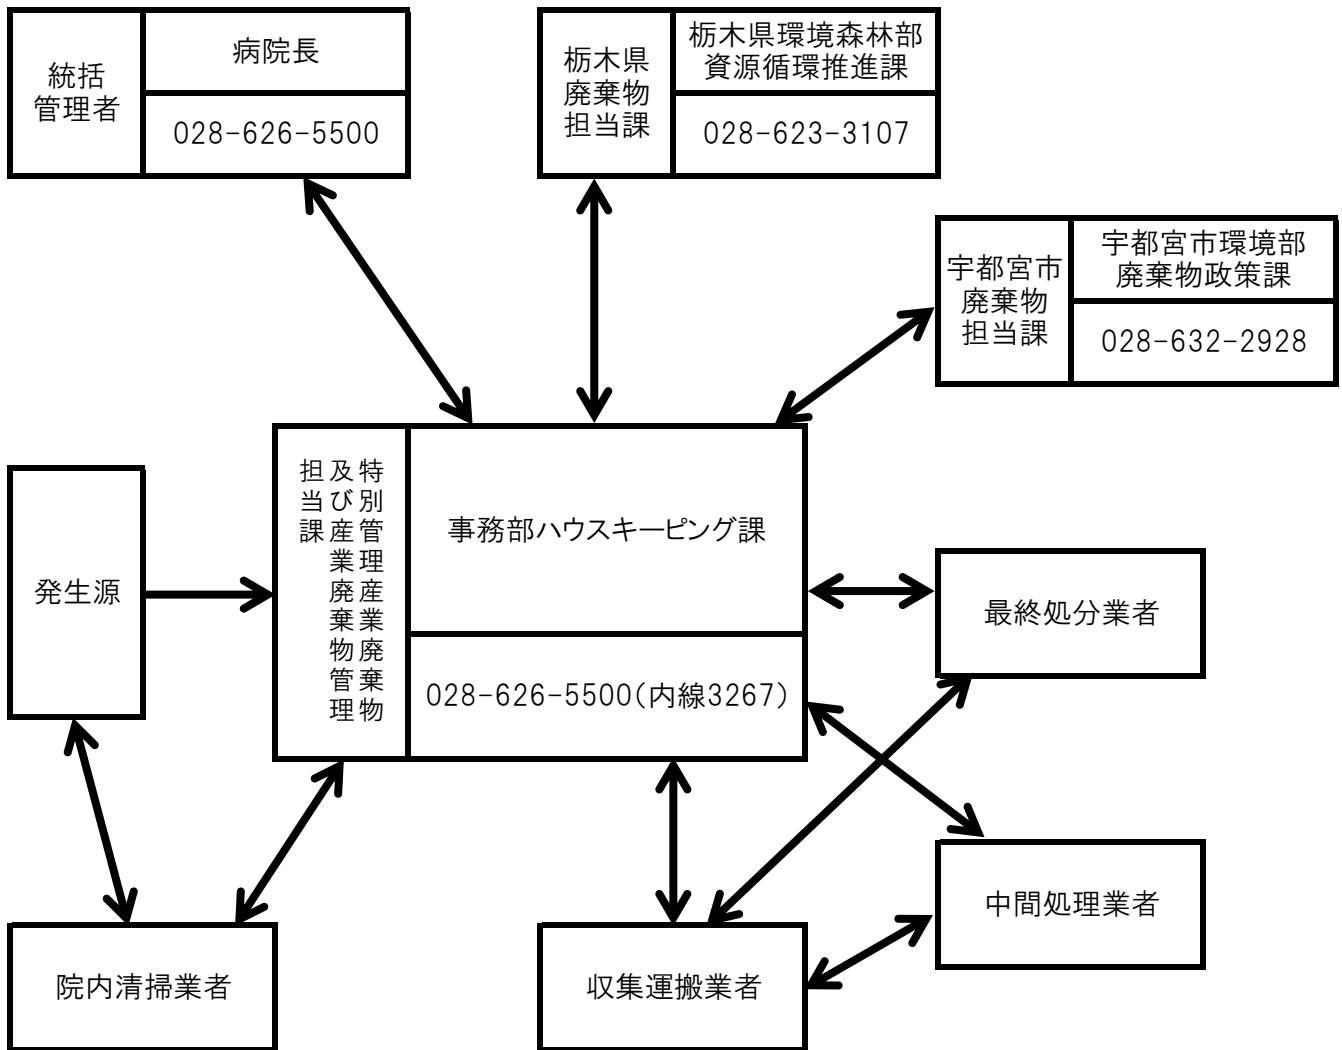 統括
管理者
病院長
028-626-5500
栃木県
廃棄物
担当課
栃木県環境森林部
資源循環推進課
028-623-3107
宇都宮市
廃棄物
担当課
宇都宮市環境部
廃棄物政策課
028-632-2928
発生源
特別管理産業廃棄物
及び産業廃棄物管理
担当課
事務部ハウスキーピング課
028-626-5500(内線3267)
最終処分業者
中間処理業者
院内清掃業者
収集運搬業者